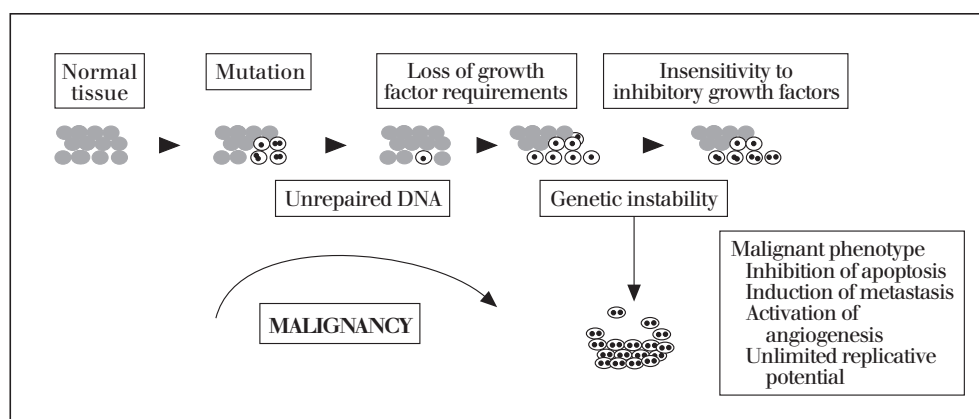 Normal
tissue
Mutation
Loss of growth
factor requirements
Insensitivity to
inhibitory growth factors
Unrepaired DNA
Genetic instability
MALIGNANCY
Malignant phenotype
Inhibition of apoptosis
Induction of metastasis
Activation of
angiogenesis
Unlimited replicative
potential